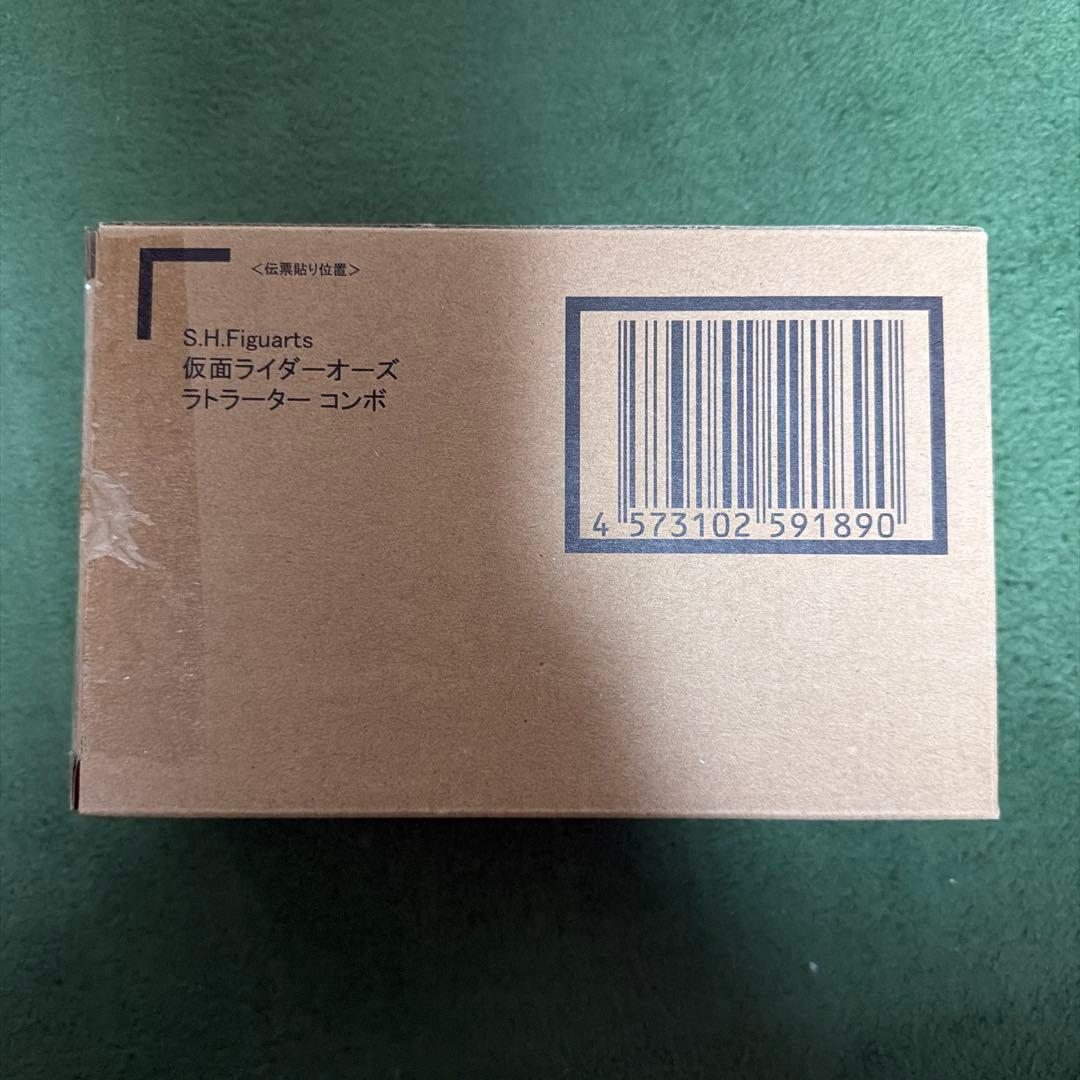 <伝票貼り位置>
S.H.Figuarts
仮面ライダーオーズ
ラトラーター コンボ
4 573102 591890